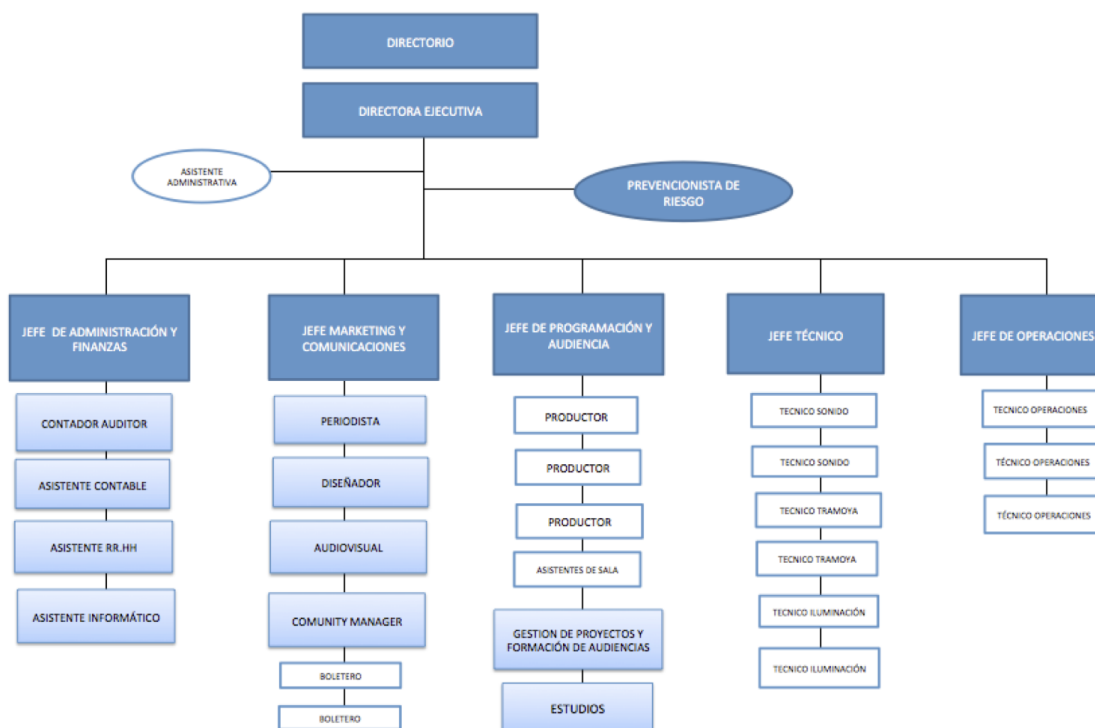 DIRECTORIO
DIRECTORA EJECUTIVA
ASISTENTE
ADMINISTRATIVA
PREVENCIONISTA DE
RIESGO
JEFE DE ADMINISTRACIÓN Y
FINANZAS
CONTADOR AUDITOR
ASISTENTE CONTABLE
ASISTENTE RR.HH
ASISTENTE INFORMÁTICO
JEFE MARKETING Y
COMUNICACIONES
PERIODISTA
DISEÑADOR
AUDIOVISUAL
COMUNITY MANAGER
BOLETERO
BOLETERO
JEFE DE PROGRAMACIÓN Y
AUDIENCIA
PRODUCTOR
PRODUCTOR
PRODUCTOR
ASISTENTES DE SALA
GESTION DE PROYECTOS Y
FORMACIÓN DE AUDIENCIAS
ESTUDIOS
JEFE TÉCNICO
TECNICO SONIDO
TECNICO SONIDO
TECNICO TRAMOYA
TECNICO TRAMOYA
TECNICO ILUMINACIÓN
TECNICO ILUMINACIÓN
JEFE DE OPERACIONES
TECNICO OPERACIONES
TÉCNICO OPERACIONES
TÉCNICO OPERACIONES